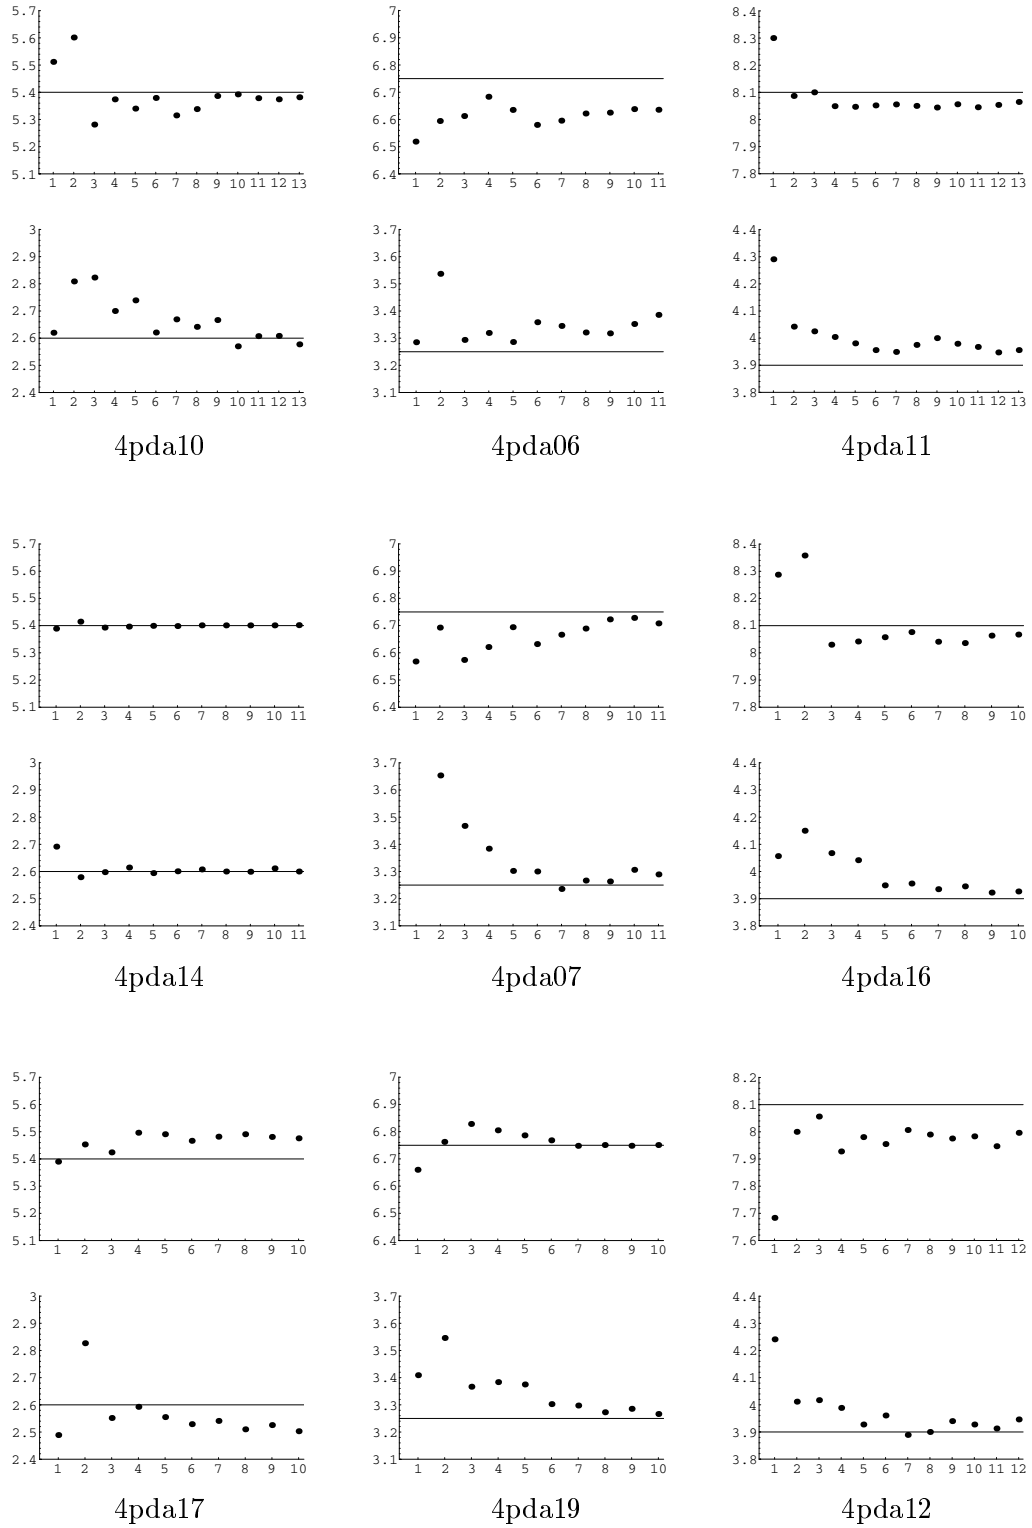 5.7 7 8.4
5.6 6.9 8.3
5.5 6.8 8.2
5.4 6.7 8.1
5.3 6.6 8
5.2 6.5 7.9
5.1 6.4 7.8
1 2 3 4 5 6 7 8 9 10 11 12 13 1 2 3 4 5 6 7 8 9 10 11 1 2 3 4 5 6 7 8 9 10 11 12 13
3 3.7 4.4
2.9 3.6 4.3
2.8 3.5 4.2
2.7 3.4 4.1
2.6 3.3 4
2.5 3.2 3.9
2.4 3.1 3.8
1 2 3 4 5 6 7 8 9 10 11 12 13 1 2 3 4 5 6 7 8 9 10 11 1 2 3 4 5 6 7 8 9 10 11 12 13
4pda10 4pda06 4pda11
5.7 7 8.4
5.6 6.9 8.3
5.5 6.8 8.2
5.4 6.7 8.1
5.3 6.6 8
5.2 6.5 7.9
5.1 6.4 7.8
1 2 3 4 5 6 7 8 9 10 11 1 2 3 4 5 6 7 8 9 10 11 1 2 3 4 5 6 7 8 9 10
3 3.7 4.4
2.9 3.6 4.3
2.8 3.5 4.2
2.7 3.4 4.1
2.6 3.3 4
2.5 3.2 3.9
2.4 3.1 3.8
1 2 3 4 5 6 7 8 9 10 11 1 2 3 4 5 6 7 8 9 10 11 1 2 3 4 5 6 7 8 9 10
4pda14 4pda07 4pda16
5.7 7 8.2
5.6 6.9 8.1
5.5 6.8 8
5.4 6.7 7.9
5.3 6.6 7.8
5.2 6.5 7.7
5.1 6.4 7.6
1 2 3 4 5 6 7 8 9 10 1 2 3 4 5 6 7 8 9 10 1 2 3 4 5 6 7 8 9 10 11 12
3 3.7 4.4
2.9 3.6 4.3
2.8 3.5 4.2
2.7 3.4 4.1
2.6 3.3 4
2.5 3.2 3.9
2.4 3.1 3.8
1 2 3 4 5 6 7 8 9 10 1 2 3 4 5 6 7 8 9 10 1 2 3 4 5 6 7 8 9 10 11 12
4pda17 4pda19 4pda12